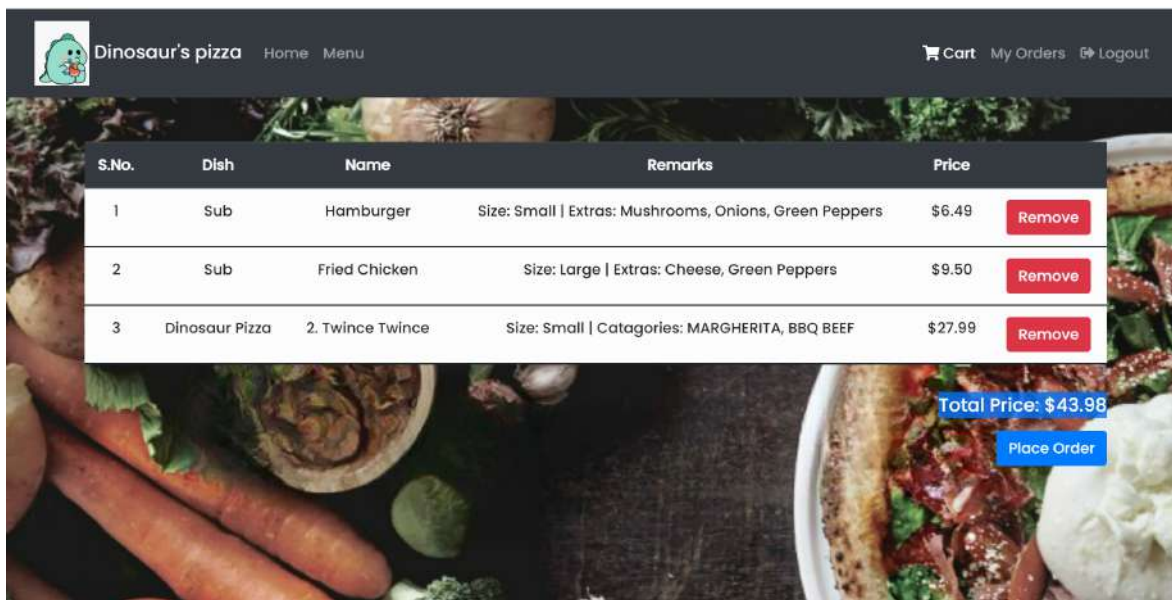 Dinosaur's pizza Home Menu Cart My Orders Logout
S.No. Dish Name Remarks Price
1 Sub Hamburger Size: Small | Extras: Mushrooms, Onions, Green Peppers $6.49 Remove
2 Sub Fried Chicken Size: Large | Extras: Cheese, Green Peppers $9.50 Remove
3 Dinosaur Pizza 2. Twince Twince Size: Small | Catagories: MARGHERITA, BBQ BEEF $27.99 Remove
Total Price: $43.98
Place Order